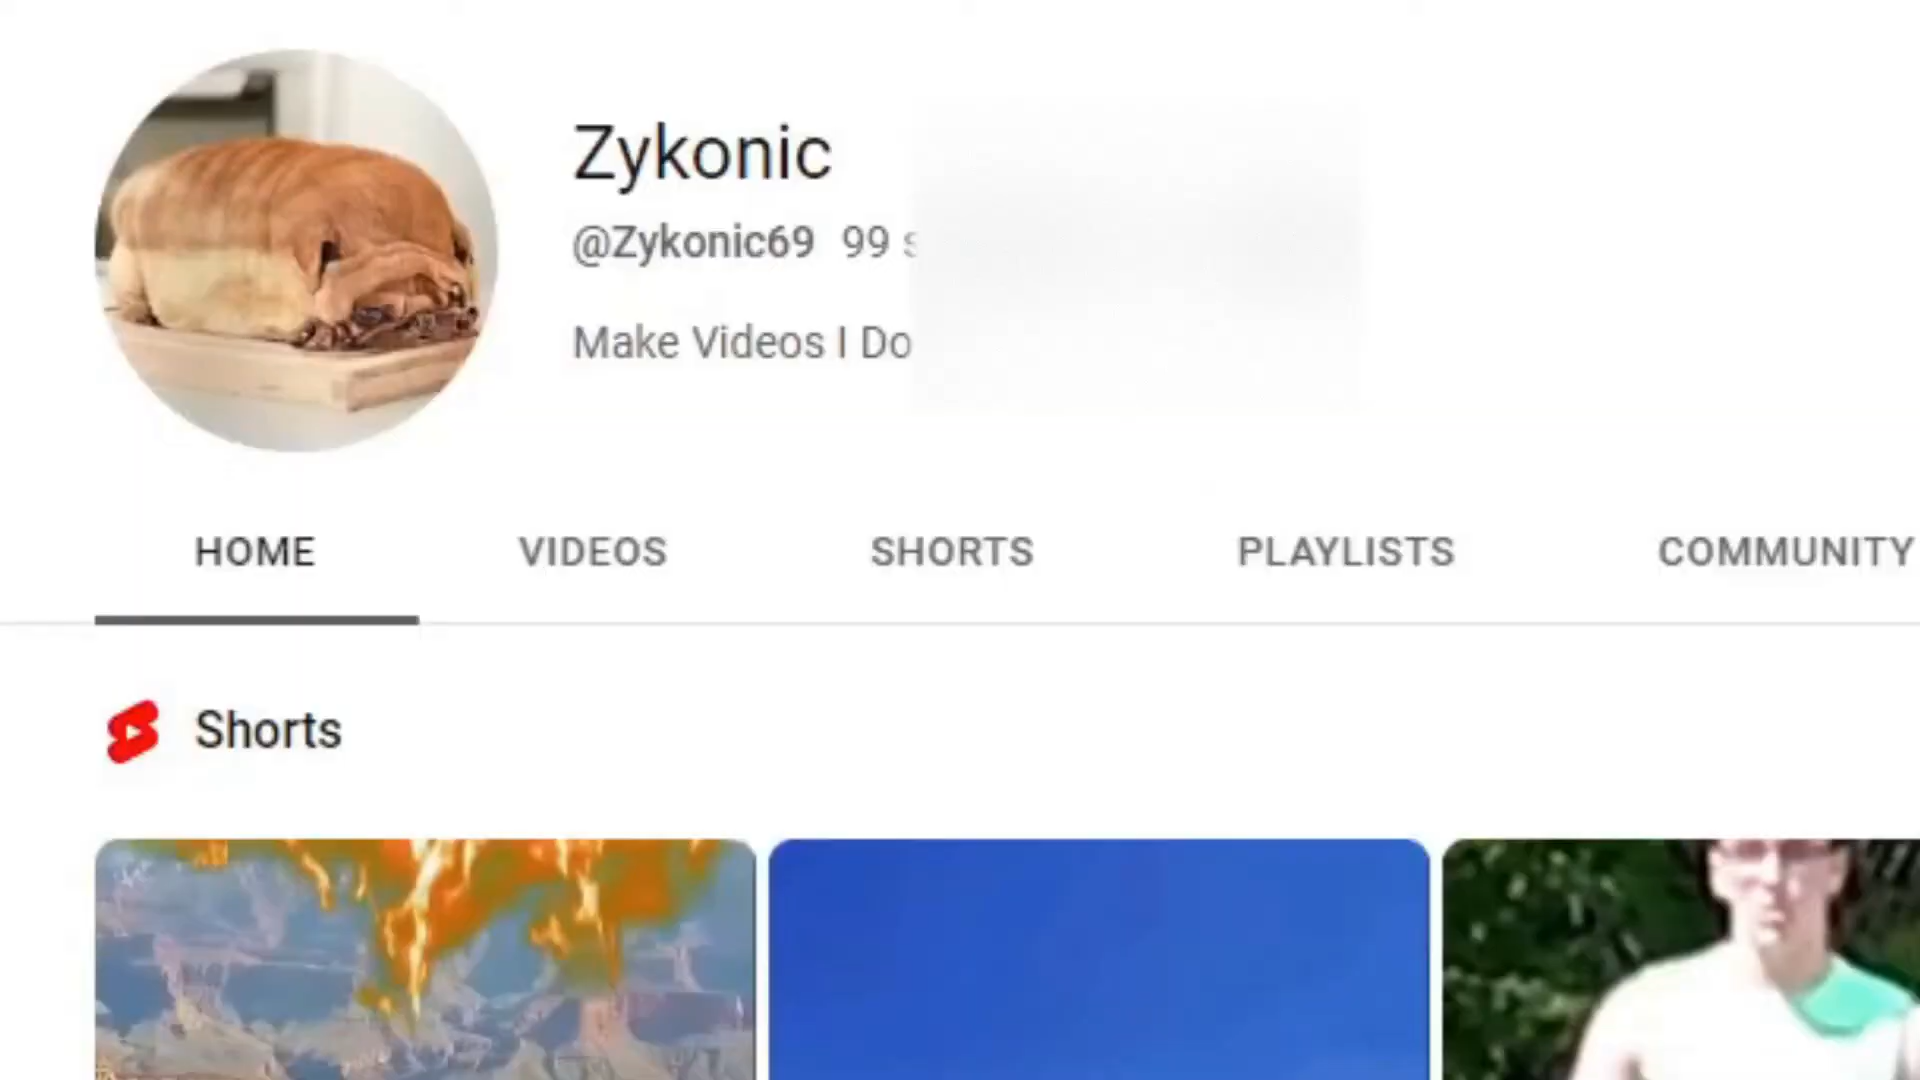 Zykonic
@Zykonic69 99
Make Videos I Do
HOME VIDEOS SHORTS PLAYLISTS COMMUNITY
Shorts